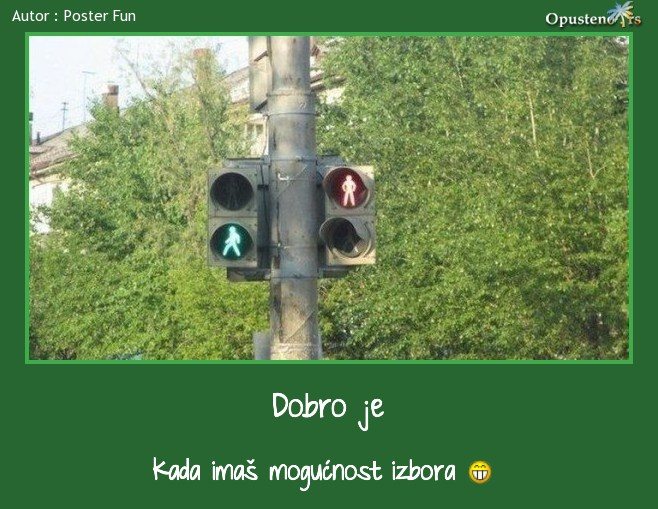 Autor : Poster Fun
Opusteno.rs
Dobro je
Kada imaš mogućnost izbora